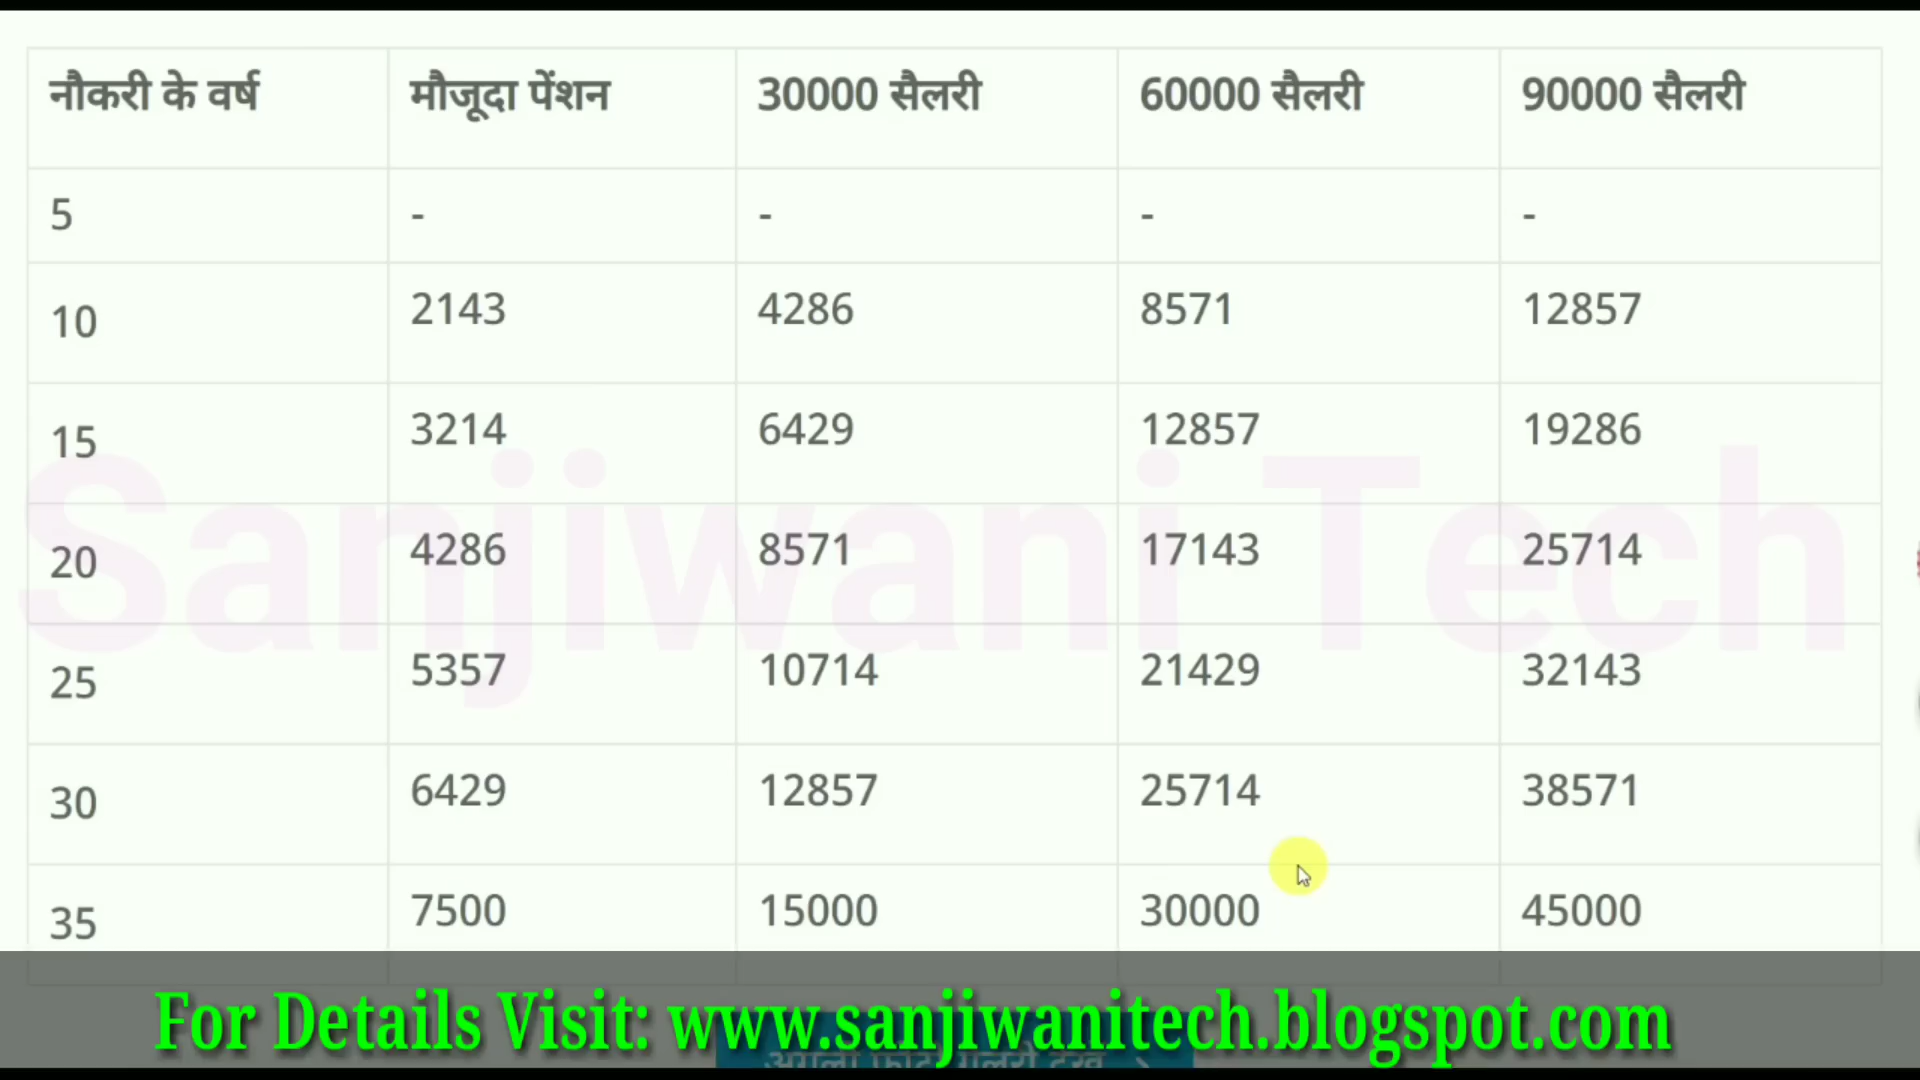 नौकरी के वर्ष मौजूदा पेंशन 30000 सैलरी 60000 सैलरी 90000 सैलरी
5 - - - -
10 2143 4286 8571 12857
15 3214 6429 12857 19286
Sanjiwani Tech
20 4286 8571 17143 25714
25 5357 10714 21429 32143
30 6429 12857 25714 38571
35 7500 15000 30000 45000
For Details Visit: www.sanjiwanitech.blogspot.com